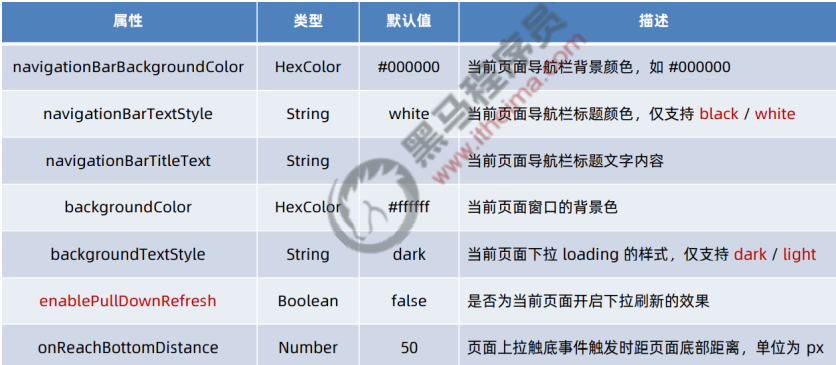 属性 类型 默认值 描述
navigationBarBackgroundColor HexColor #000000 当前页面导航栏背景颜色，如 #000000
navigationBarTextStyle String white 当前页面导航栏标题颜色，仅支持 black / white
navigationBarTitleText String 当前页面导航栏标题文字内容
backgroundColor HexColor #ffffff 当前页面窗口的背景色
backgroundTextStyle String dark 当前页面下拉 loading 的样式，仅支持 dark / light
enablePullDownRefresh Boolean false 是否为当前页面开启下拉刷新的效果
onReachBottomDistance Number 50 页面上拉触底事件触发时距页面底部距离，单位为 px
黑马程序员
www.itheima.com